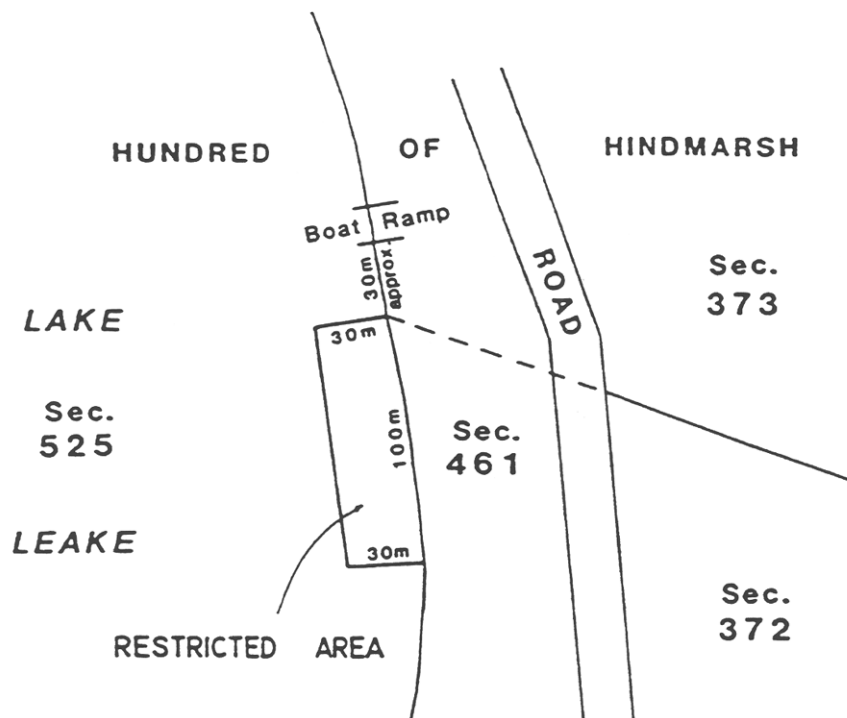 HUNDRED OF HINDMARSH
Boat Ramp
30m
approx.
ROAD
Sec.
373
LAKE
30m
Sec.
525
100m
Sec.
461
LEAKE
30m
Sec.
372
RESTRICTED AREA